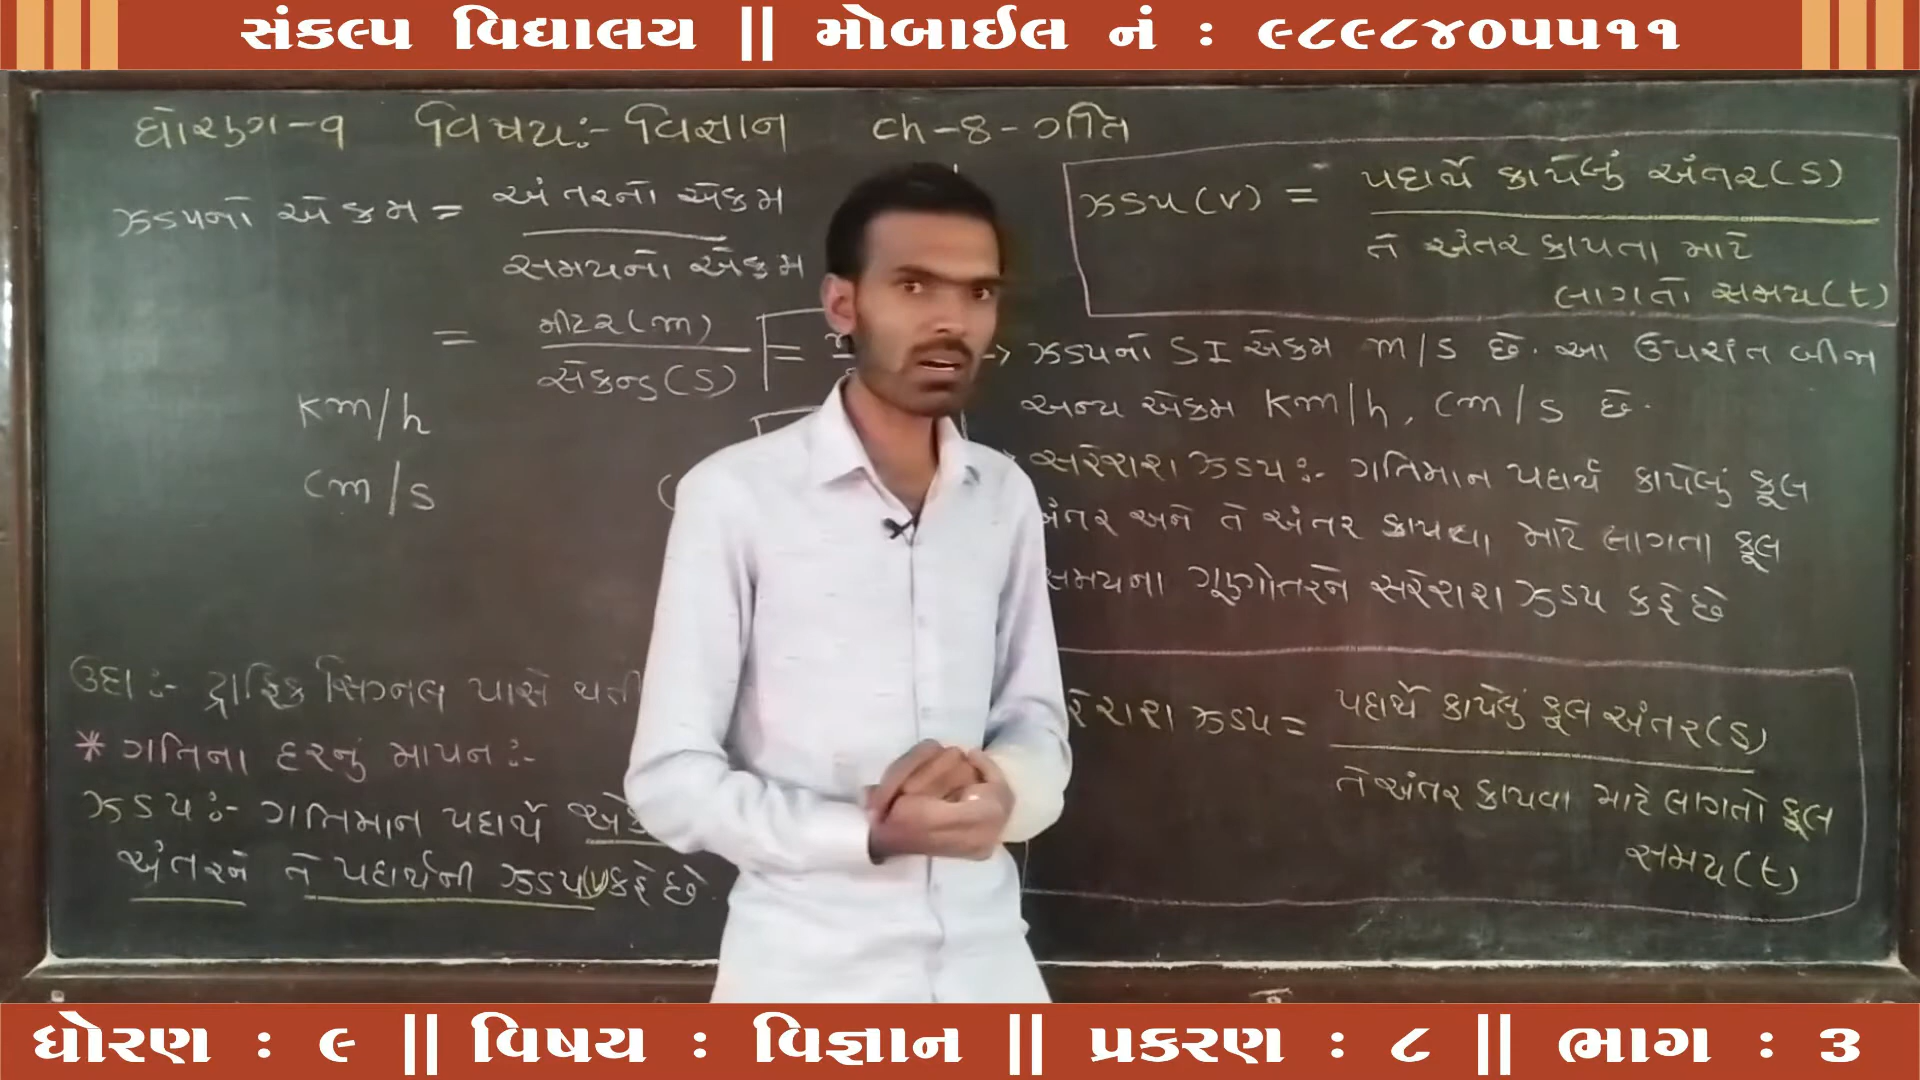 સંકલ્પ વિદ્યાલય || મોબાઈલ નં : ૯૮૯૮૪૦૫૫૧૧
ધોરણ-૧ વિષય:- વિજ્ઞાન ch-8-ગતિ
ઝડપનો એકમ = અંતરનો એકમ
સમયનો એકમ
= મીટર(m)
સેકન્ડ(s) =
km/h
cm/s
ઉદા:- ટ્રાફિક સિગ્નલ પાસે થતી
* ગતિના દરનું માપન:-
ઝડપ:- ગતિમાન પદાર્થે
અંતરને તે પદાર્થની ઝડપ(v)કહે છે.
ઝડપ(v) = પદાર્થે કાપેલું અંતર(s)
તે અંતર કાપતા માટે
લાગતો સમય(t)
→ ઝડપનો SI એકમ m/s છે. આ ઉપરાંત બીજા
અન્ય એકમ km/h, cm/s છે.
સરેરાશ ઝડપ:- ગતિમાન પદાર્થે કાપેલું કૂલ
અંતર અને તે અંતર કાપવા માટે લાગતા કૂલ
સમયના ગૂણોતરને સરેરાશ ઝડપ કહે છે
રેરાશ ઝડપ = પદાર્થે કાપેલું કૂલ અંતર(s)
તે અંતર કાપવા માટે લાગતો કૂલ
સમય(t)
ધોરણ : ૯ || વિષય : વિજ્ઞાન || પ્રકરણ : ૮ || ભાગ : ૩